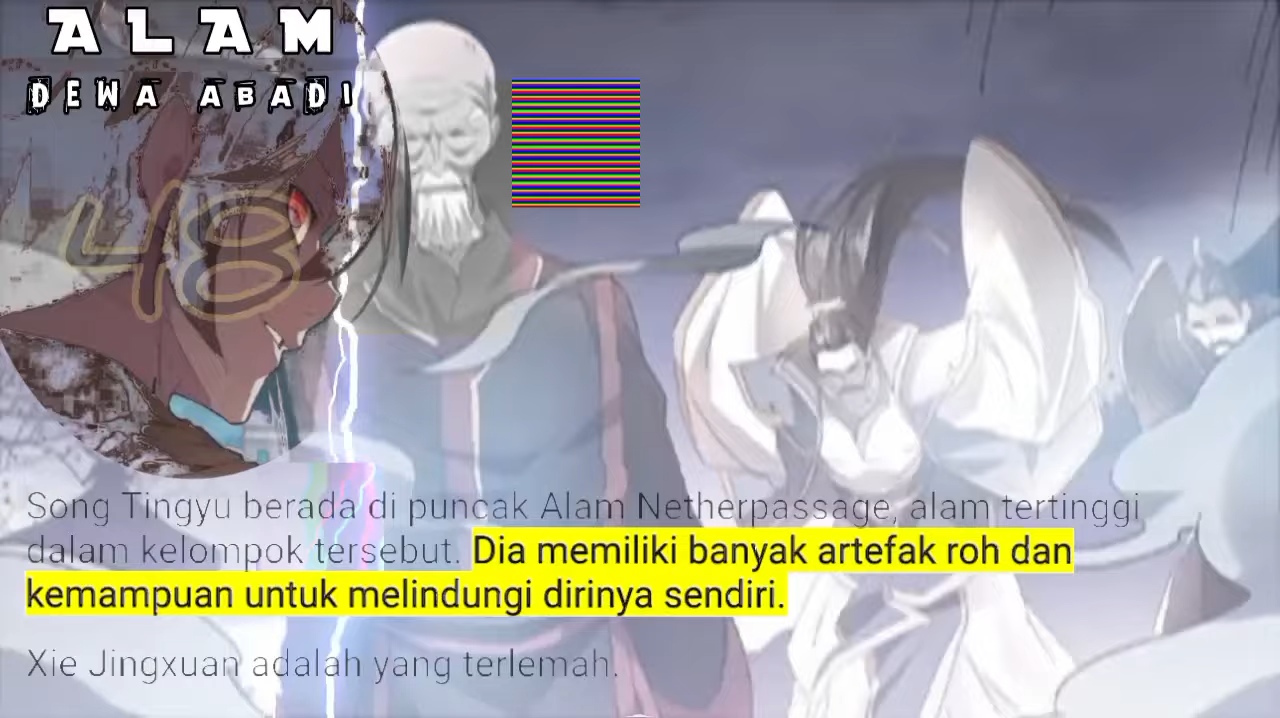 ALAM
DEWA ABADI
48
Song Tingyu berada di puncak Alam Netherpassage, alam tertinggi
dalam kelompok tersebut. Dia memiliki banyak artefak roh dan
kemampuan untuk melindungi dirinya sendiri.
Xie Jingxuan adalah yang terlemah.